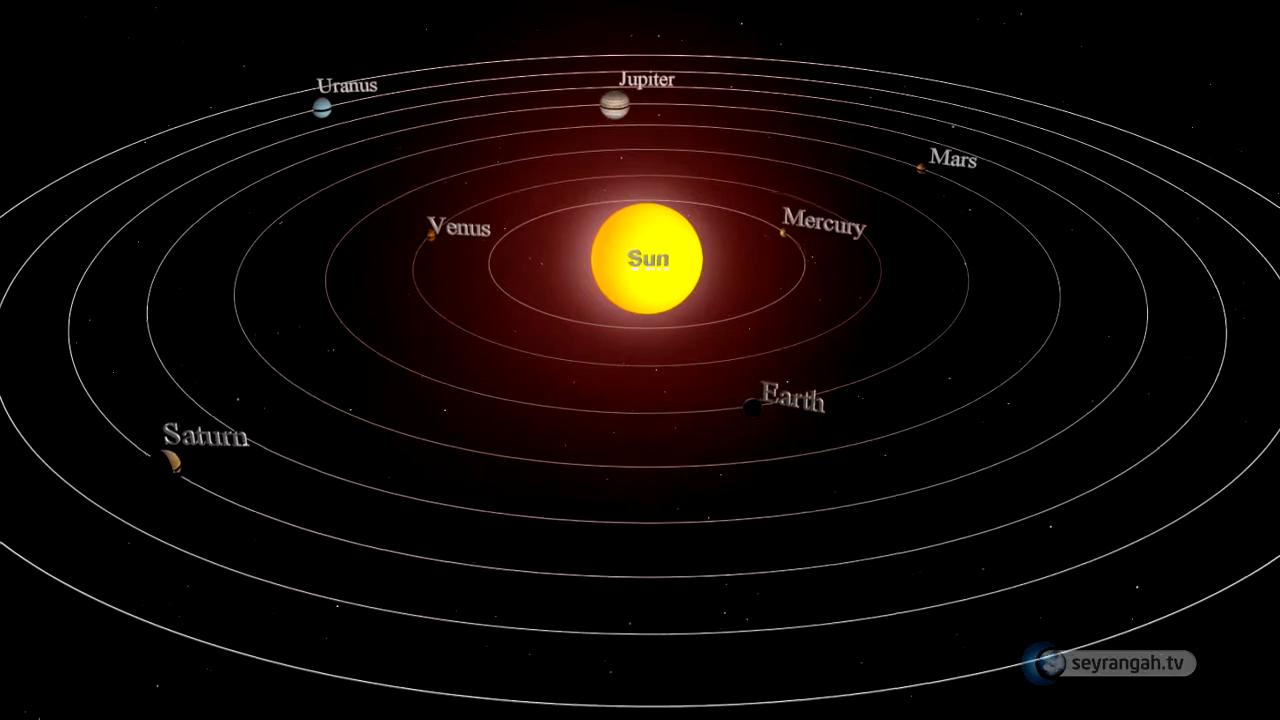 Uranus
Jupiter
Mars
Venus
Mercury
Sun
Earth
Saturn
seyrangah.tv